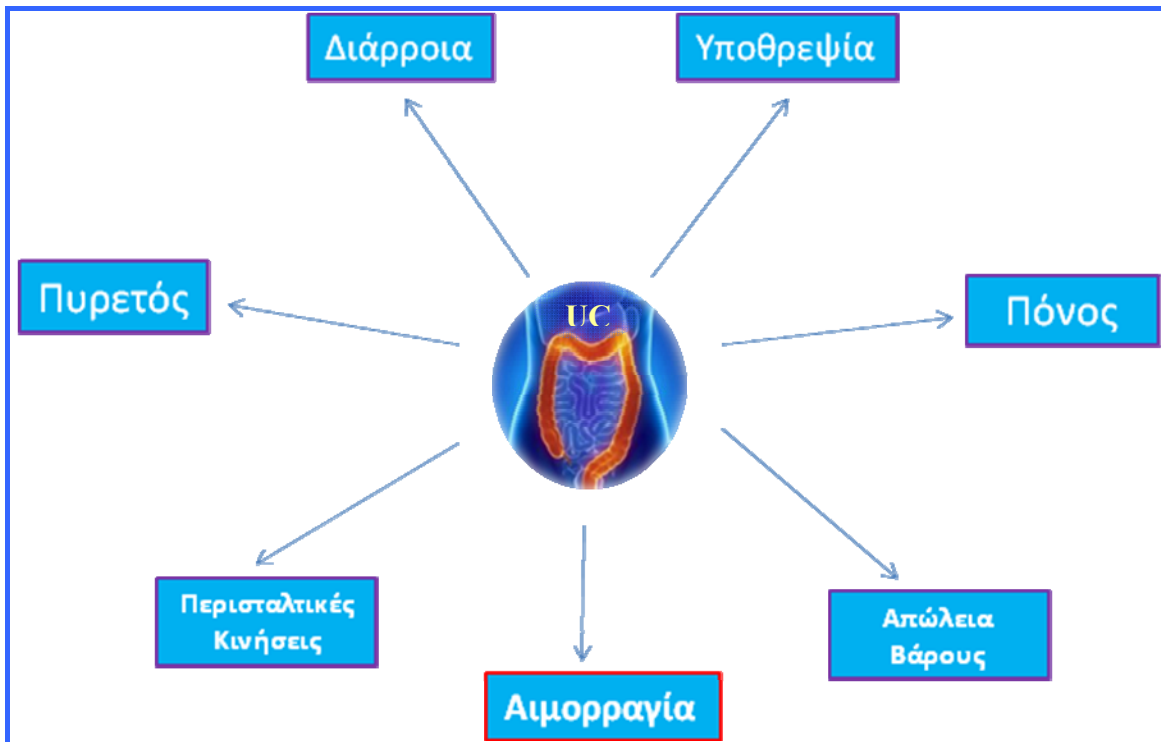 Διάρροια
Υποθρεψία
Πυρετός
UC
Πόνος
Περισταλτικές
Κινήσεις
Απώλεια
Βάρους
Αιμορραγία